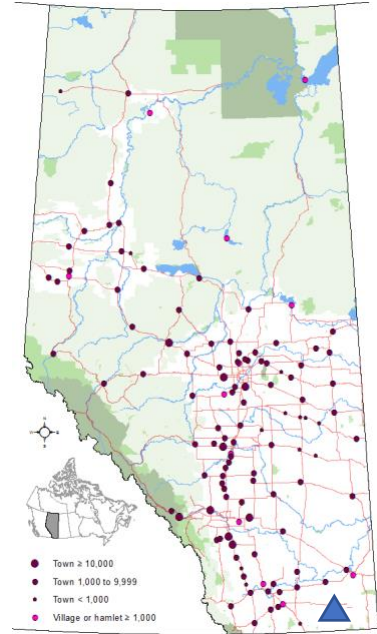 Town ≥ 10,000
Town 1,000 to 9,999
Town < 1,000
Village or hamlet ≥ 1,000